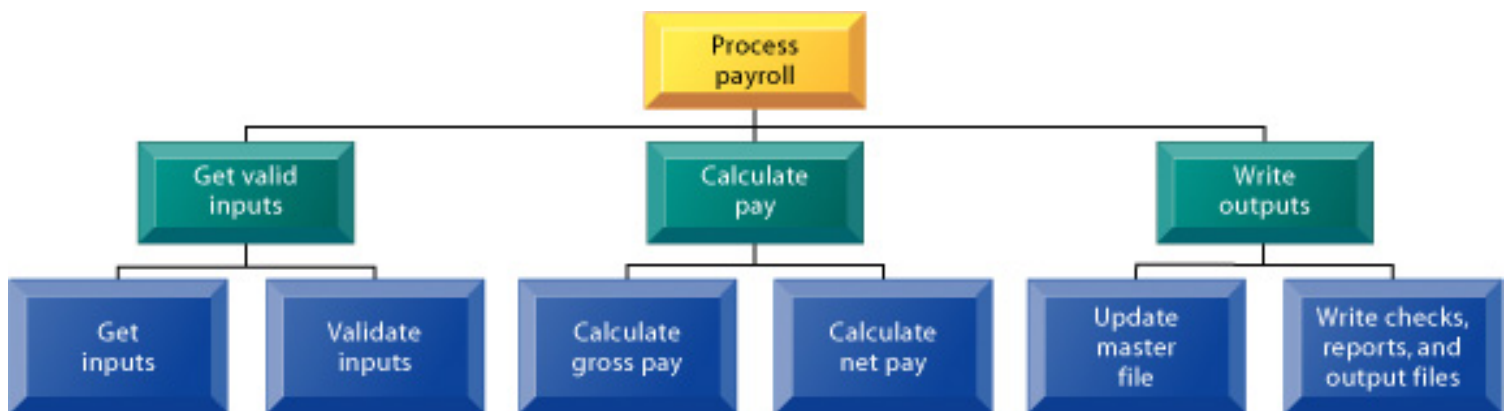 Process
payroll
Get valid
inputs
Calculate
pay
Write
outputs
Get
inputs
Validate
inputs
Calculate
gross pay
Calculate
net pay
Update
master
file
Write checks,
reports, and
output files